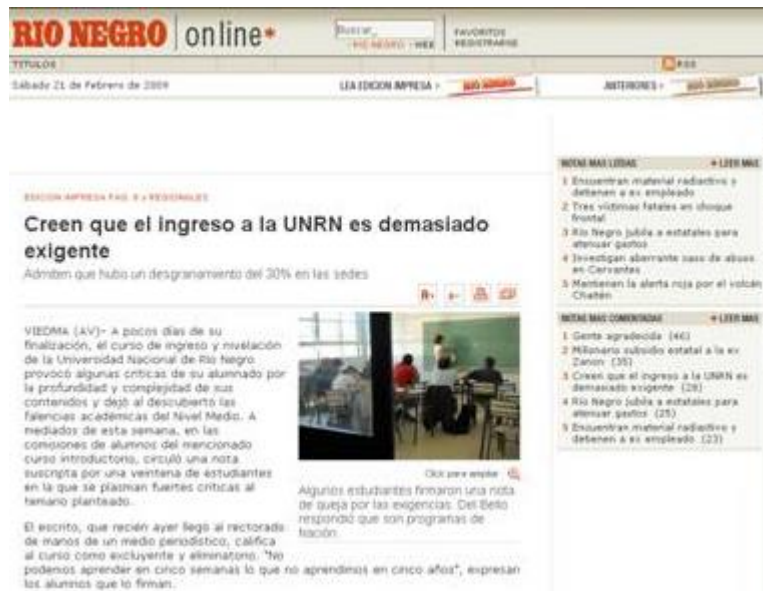 RIO NEGRO online*
Buscar_
RIO NEGRO WEB
FAVORITOS
REGISTRARSE
TITULOS
RSS
Sábado 21 de Febrero de 2009
LEA EDICION IMPRESA > RIO NEGRO
ANTERIORES > RIO NEGRO
EDICION IMPRESA PAG. 8 > REGIONALES
Creen que el ingreso a la UNRN es demasiado
exigente
Admiten que hubo un desgranamiento del 30% en las sedes
VIEDMA (AV)- A pocos días de su
finalización, el curso de ingreso y nivelación
de la Universidad Nacional de Río Negro
provocó algunas críticas de su alumnado por
la profundidad y complejidad de sus
contenidos y dejó al descubierto las
falencias académicas del Nivel Medio. A
mediados de esta semana, en las
comisiones de alumnos del mencionado
curso introductorio, circuló una nota
suscripta por una veintena de estudiantes
en la que se plasman fuertes críticas al
temario planteado.
El escrito, que recién ayer llegó al rectorado
de manos de un medio periodístico, califica
al curso como excluyente y eliminatorio. "No
podemos aprender en cinco semanas lo que no aprendimos en cinco años", expresan
los alumnos que lo firman.
Click para ampliar
Algunos estudiantes firmaron una nota
de queja por las exigencias. Del Bello
respondió que son programas de
Nación.
NOTAS MAS LEIDAS + LEER MAS
1 Encuentran material radiactivo y
detienen a ex empleado
2 Tres víctimas fatales en choque
frontal
3 Río Negro jubila a estatales para
atenuar gastos
4 Investigan aberrante caso de abuso
en Cervantes
5 Mantienen la alerta roja por el volcán
Chaitén
NOTAS MAS COMENTADAS + LEER MAS
1 Gente agradecida (46)
2 Millonario subsidio estatal a la ex
Zanon (35)
3 Creen que el ingreso a la UNRN es
demasiado exigente (28)
4 Río Negro jubila a estatales para
atenuar gastos (25)
5 Encuentran material radiactivo y
detienen a ex empleado (23)